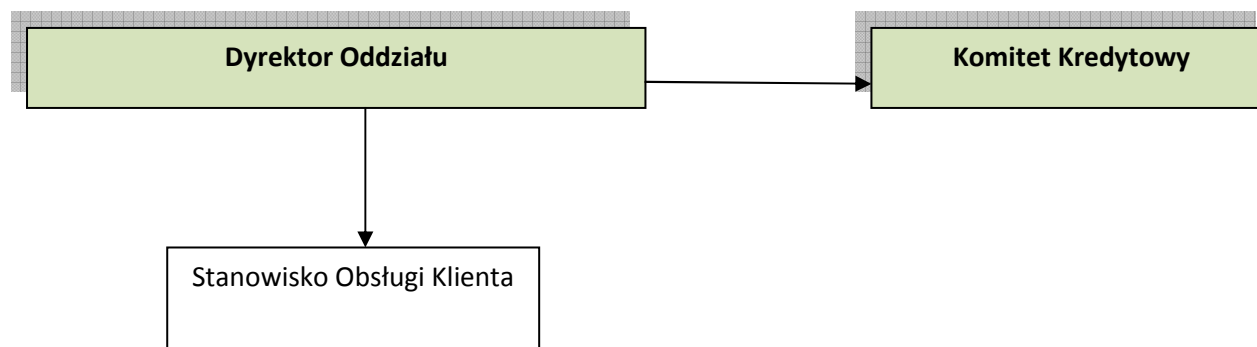 Dyrektor Oddziału
Komitet Kredytowy
Stanowisko Obsługi Klienta